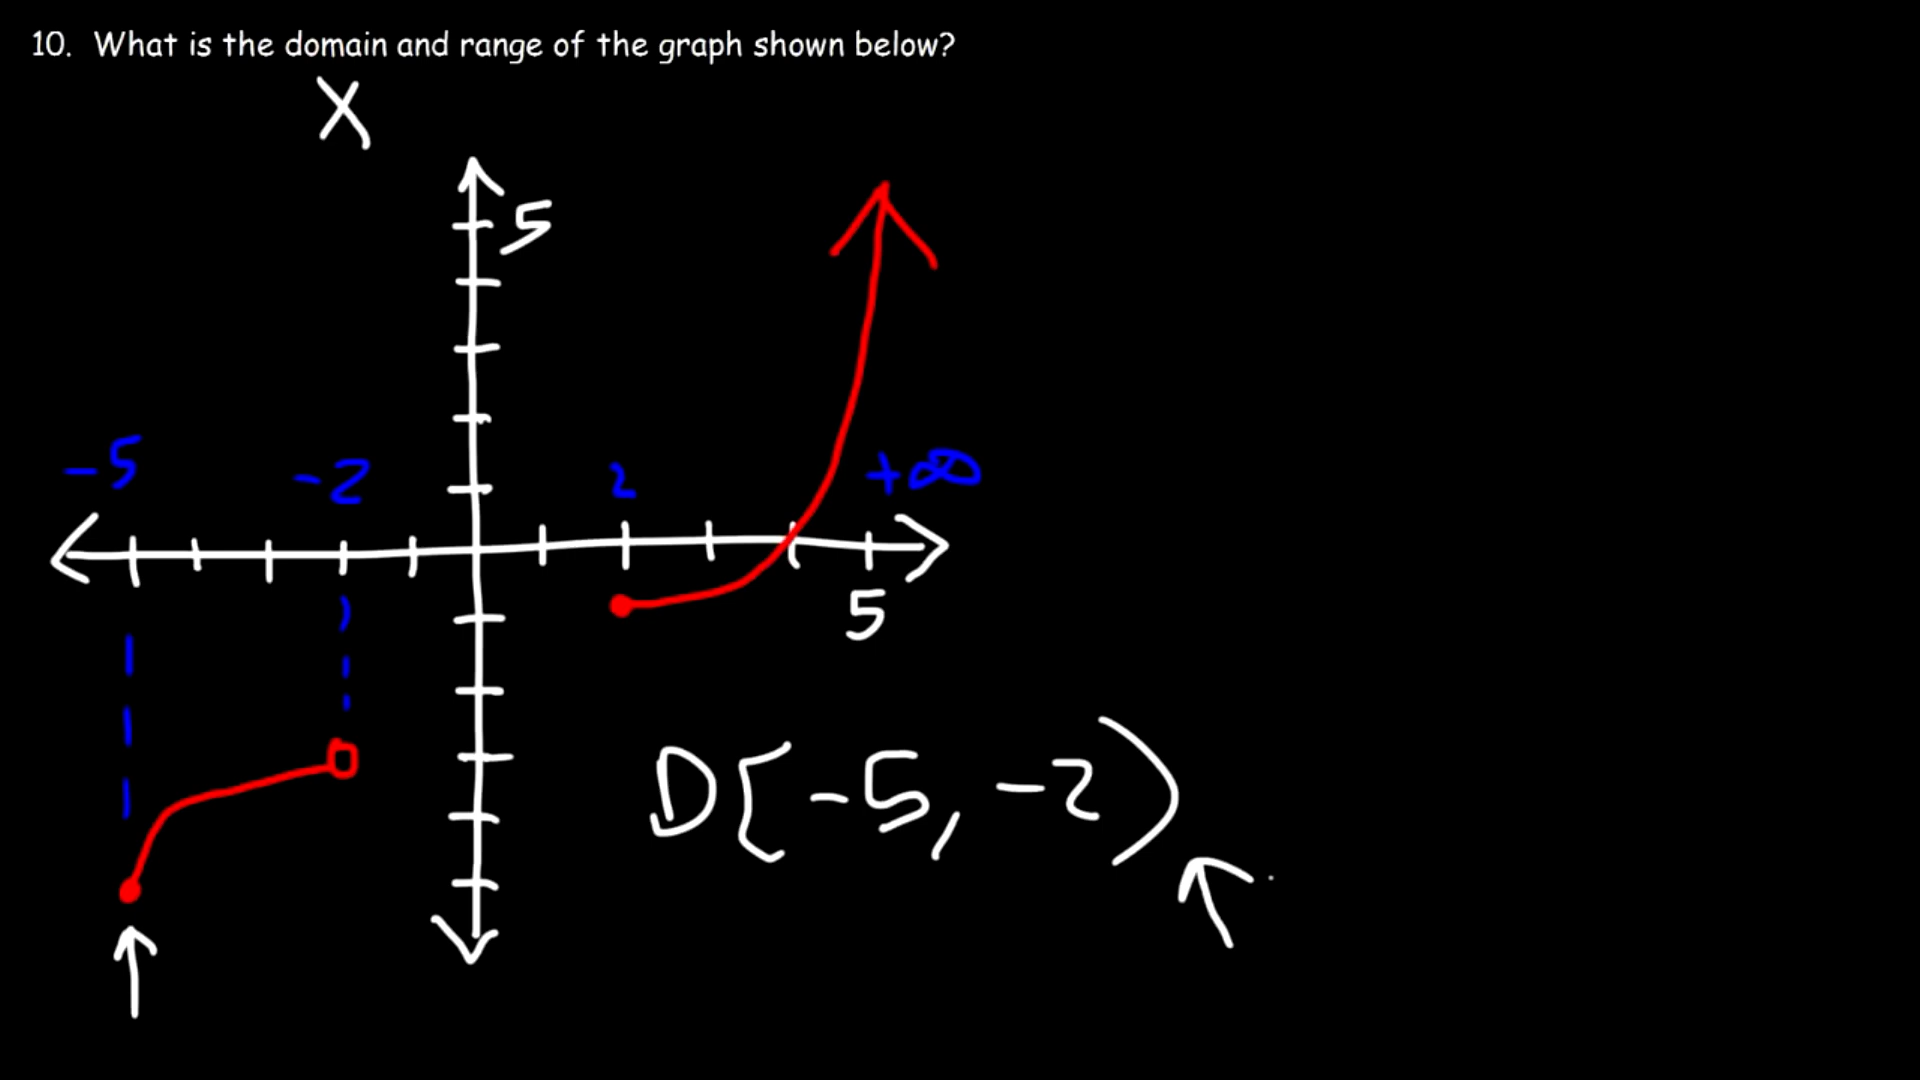 10. What is the domain and range of the graph shown below?
X
5
-5
-2
2
+∞
5
D[-5, -2)